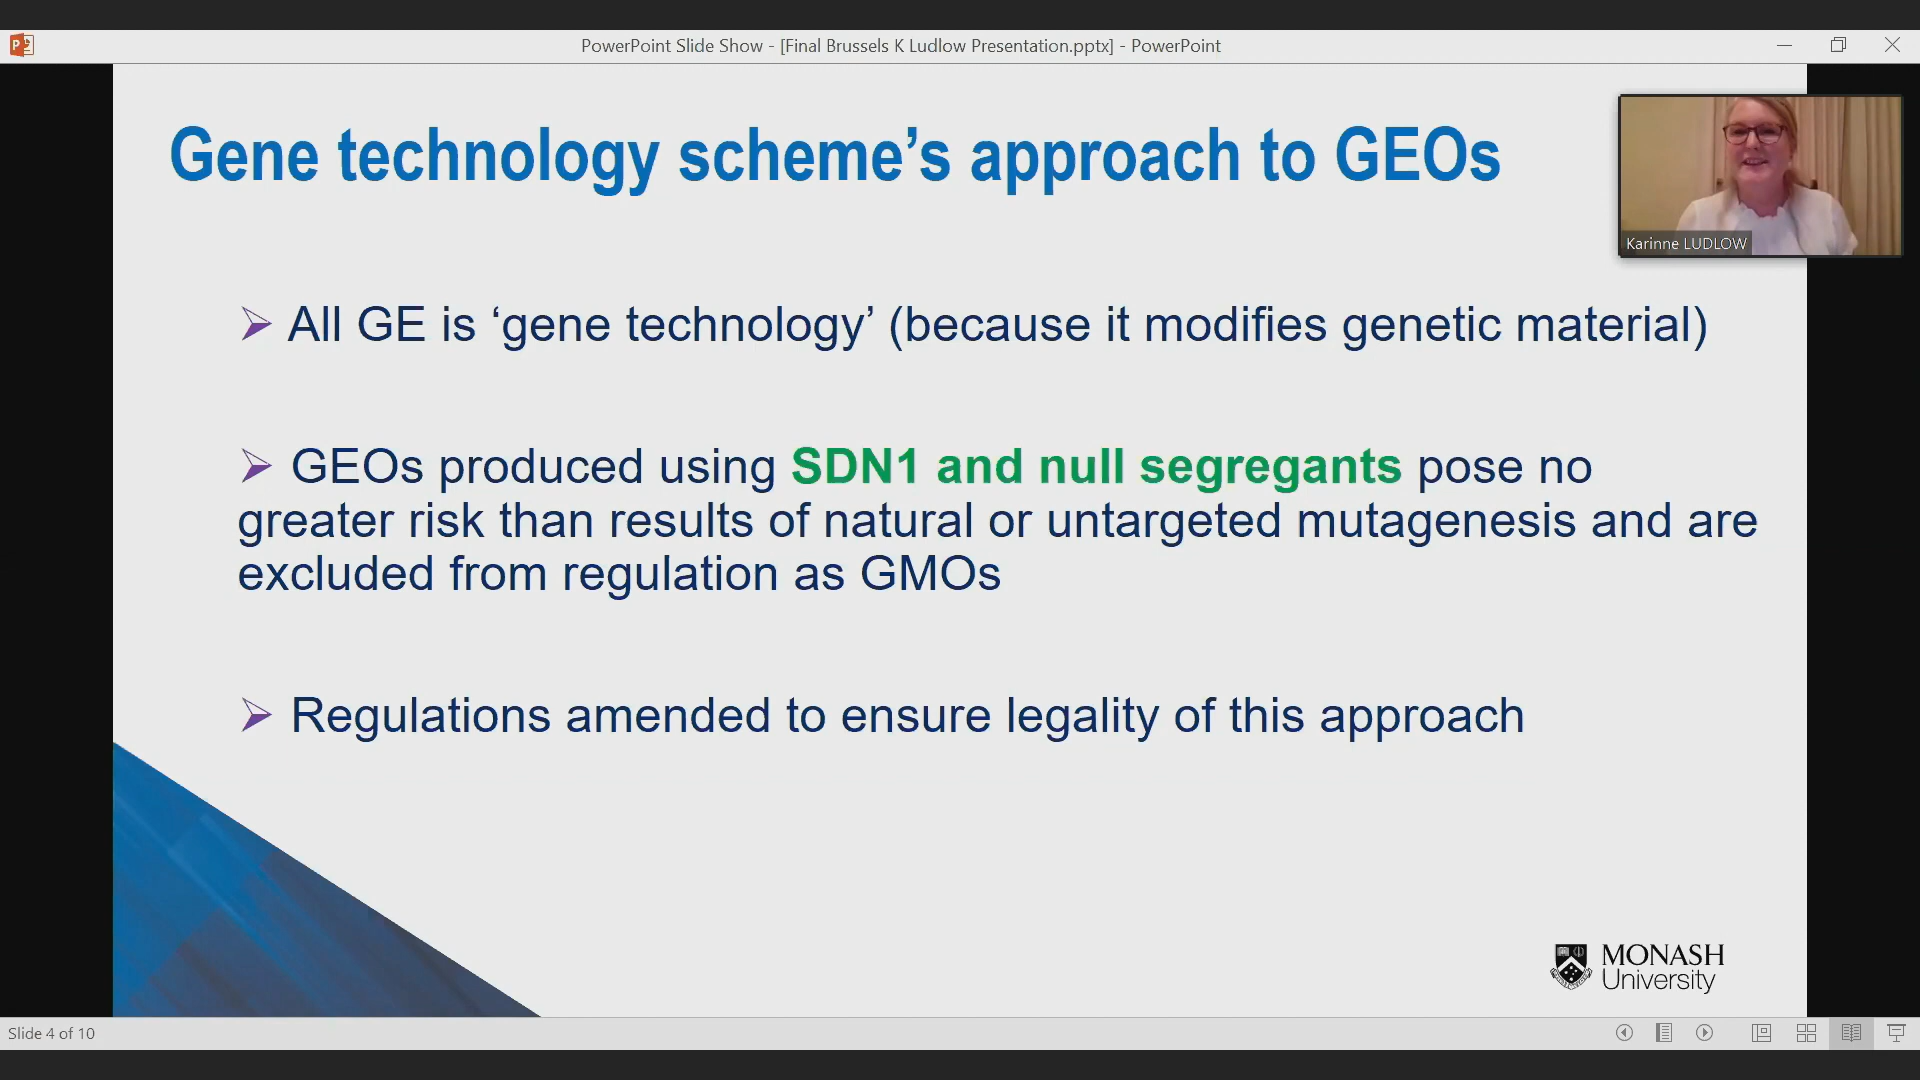 PowerPoint Slide Show - [Final Brussels K Ludlow Presentation.pptx] - PowerPoint
Gene technology scheme’s approach to GEOs
Karinne LUDLOW
➢ All GE is ‘gene technology’ (because it modifies genetic material)
➢ GEOs produced using SDN1 and null segregants pose no
greater risk than results of natural or untargeted mutagenesis and are
excluded from regulation as GMOs
➢ Regulations amended to ensure legality of this approach
MONASH
University
Slide 4 of 10